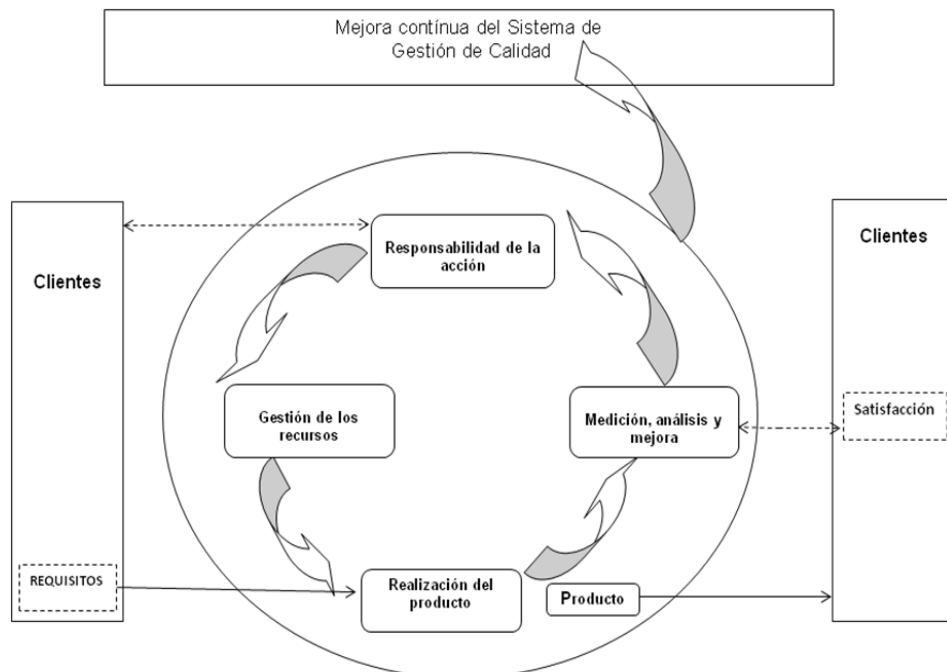 Mejora contínua del Sistema de
Gestión de Calidad
Clientes
Responsabilidad de la
acción
Clientes
Gestión de los
recursos
Medición, análisis y
mejora
Satisfacción
REQUISITOS
Realización del
producto
Producto